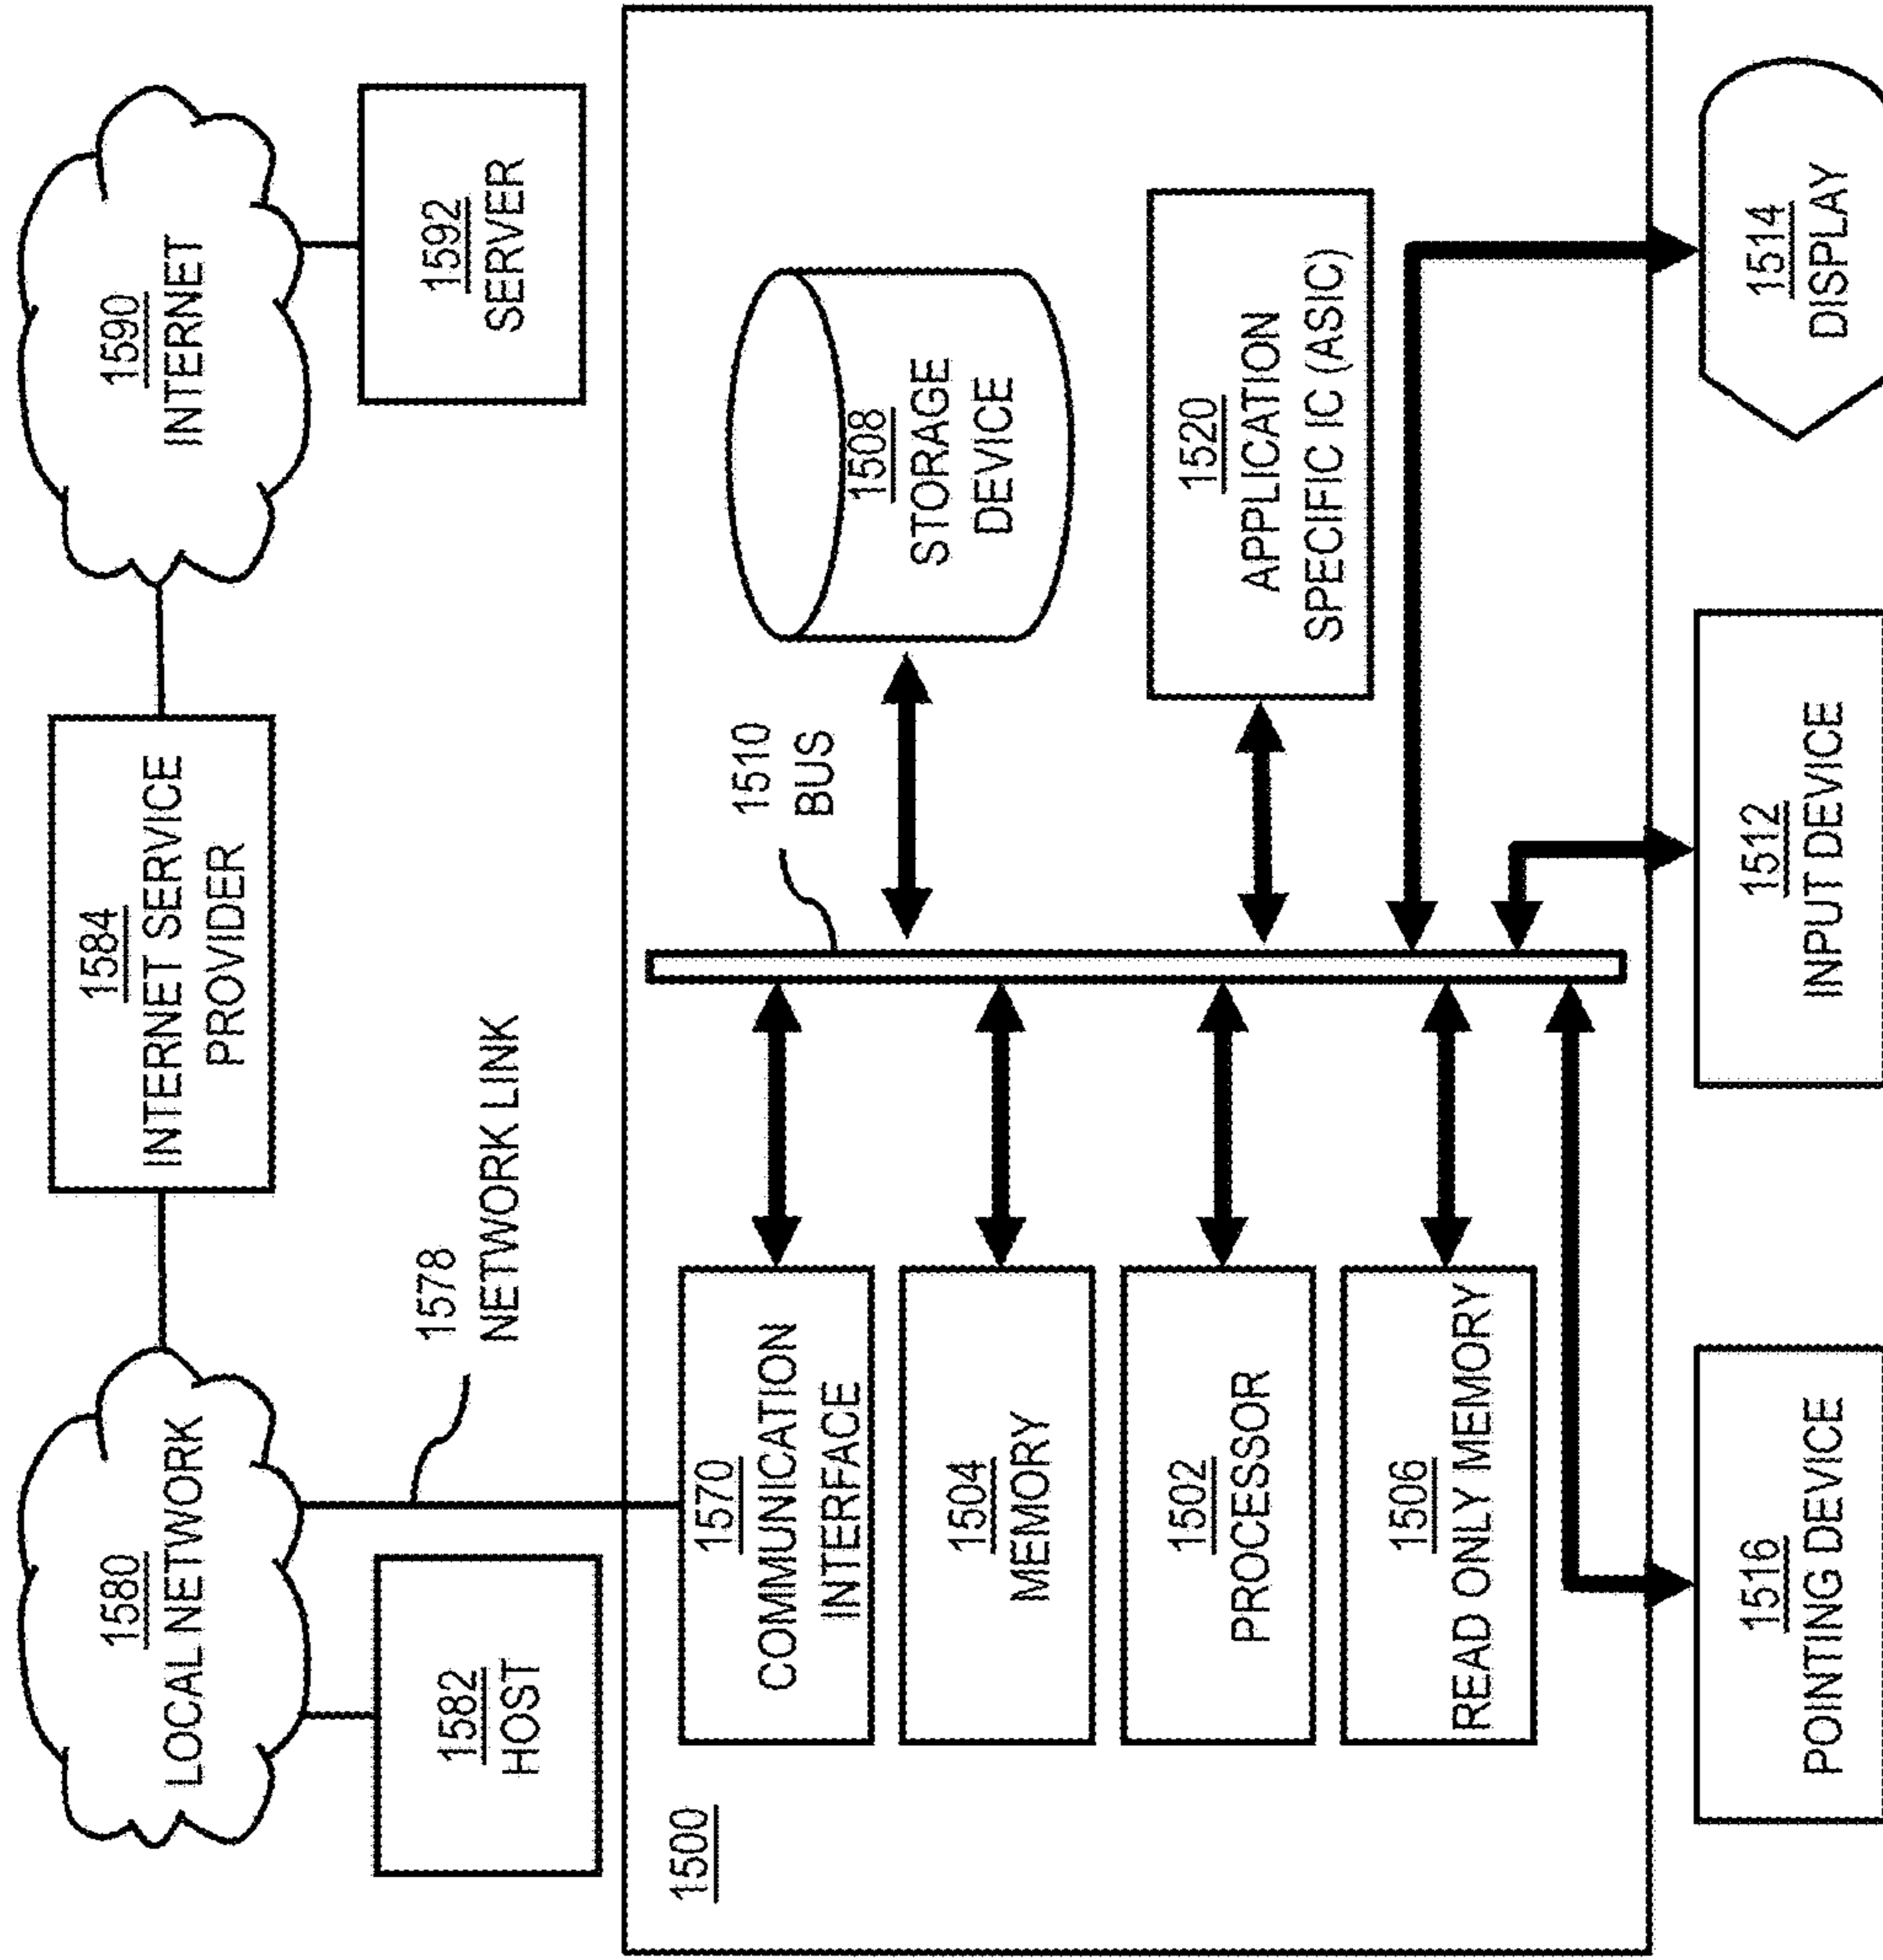 1580
LOCAL NETWORK
1584
INTERNET SERVICE
PROVIDER
1590
INTERNET
1582
HOST
1578
NETWORK LINK
1592
SERVER
1500
1570
COMMUNICATION
INTERFACE
1510
BUS
1508
STORAGE
DEVICE
1504
MEMORY
1502
PROCESSOR
1520
APPLICATION
SPECIFIC IC (ASIC)
1506
READ ONLY MEMORY
1516
POINTING DEVICE
1512
INPUT DEVICE
1514
DISPLAY